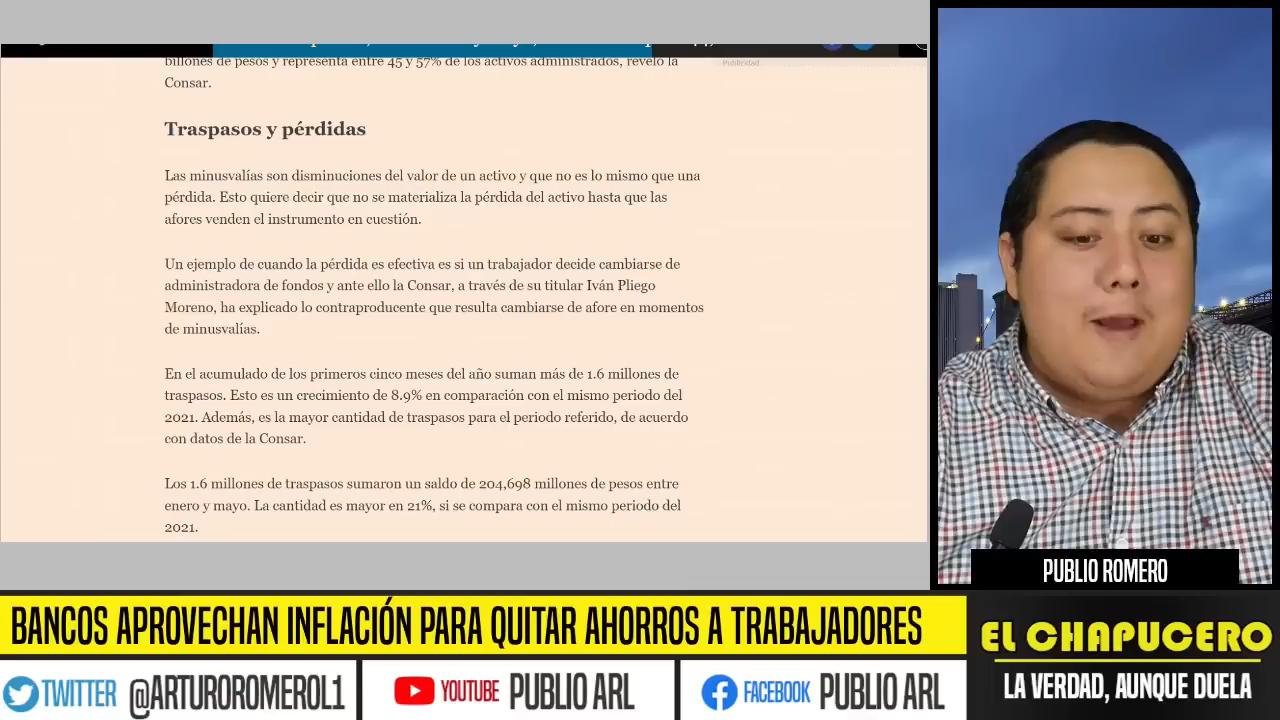 billones de pesos y representa entre 45 y 57% de los activos administrados, reveló la
Consar.
Publicidad
Traspasos y pérdidas
Las minusvalías son disminuciones del valor de un activo y que no es lo mismo que una
pérdida. Esto quiere decir que no se materializa la pérdida del activo hasta que las
afores venden el instrumento en cuestión.
Un ejemplo de cuando la pérdida es efectiva es si un trabajador decide cambiarse de
administradora de fondos y ante ello la Consar, a través de su titular Iván Pliego
Moreno, ha explicado lo contraproducente que resulta cambiarse de afore en momentos
de minusvalías.
En el acumulado de los primeros cinco meses del año suman más de 1.6 millones de
traspasos. Esto es un crecimiento de 8.9% en comparación con el mismo periodo del
2021. Además, es la mayor cantidad de traspasos para el periodo referido, de acuerdo
con datos de la Consar.
Los 1.6 millones de traspasos sumaron un saldo de 204,698 millones de pesos entre
enero y mayo. La cantidad es mayor en 21%, si se compara con el mismo periodo del
2021.
PUBLIO ROMERO
BANCOS APROVECHAN INFLACIÓN PARA QUITAR AHORROS A TRABAJADORES
EL CHAPUCERO
LA VERDAD, AUNQUE DUELA
TWITTER @ARTUROROMEROL1
YOUTUBE PUBLIO ARL
FACEBOOK PUBLIO ARL